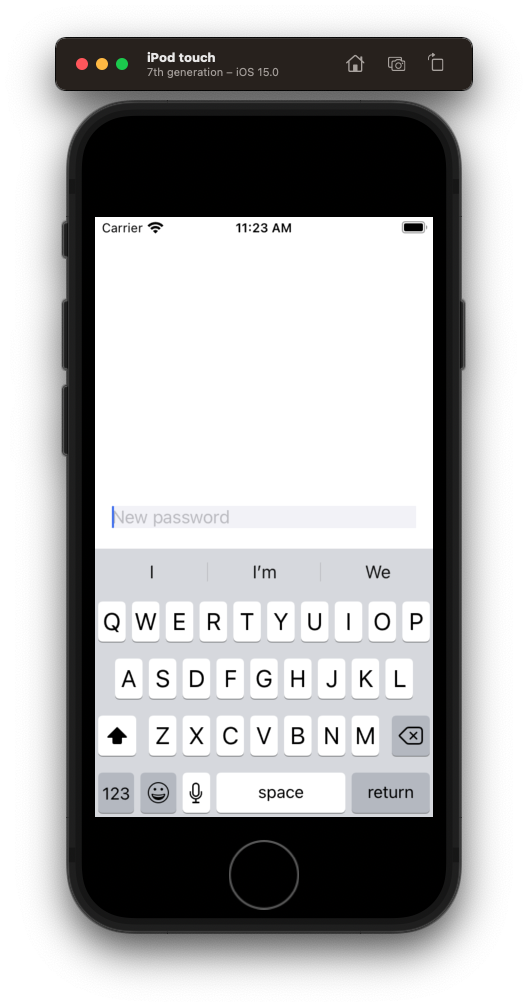 iPod touch
7th generation – iOS 15.0
Carrier 11:23 AM
New password
I I'm We
Q W E R T Y U I O P
A S D F G H J K L
Z X C V B N M
123 space return